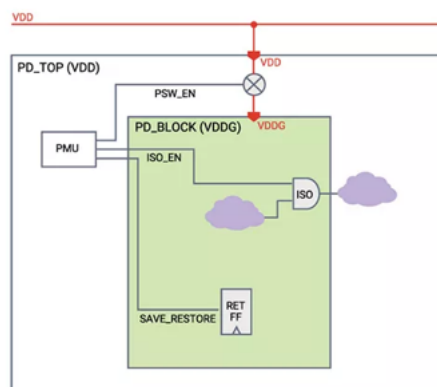 VDD
PD_TOP (VDD)
VDD
PSW_EN
PD_BLOCK (VDDG)
VDDG
PMU
ISO_EN
ISO
SAVE_RESTORE
RET
FF